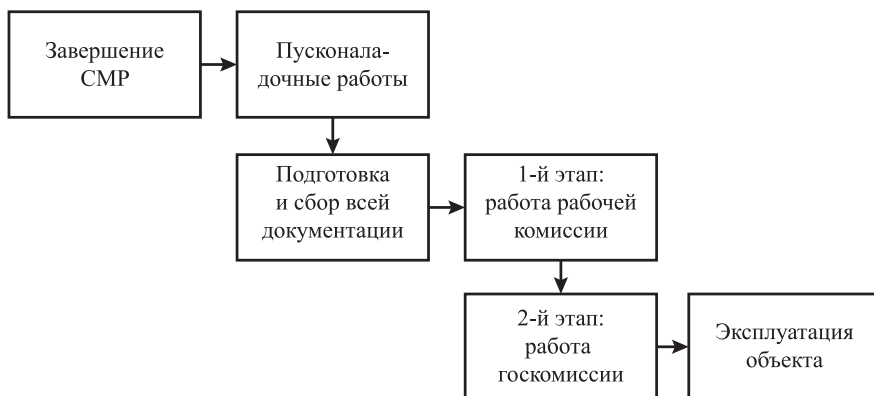 Завершение
СМР
Пусконала-
дочные работы
Подготовка
и сбор всей
документации
1-й этап:
работа рабочей
комиссии
2-й этап:
работа
госкомиссии
Эксплуатация
объекта